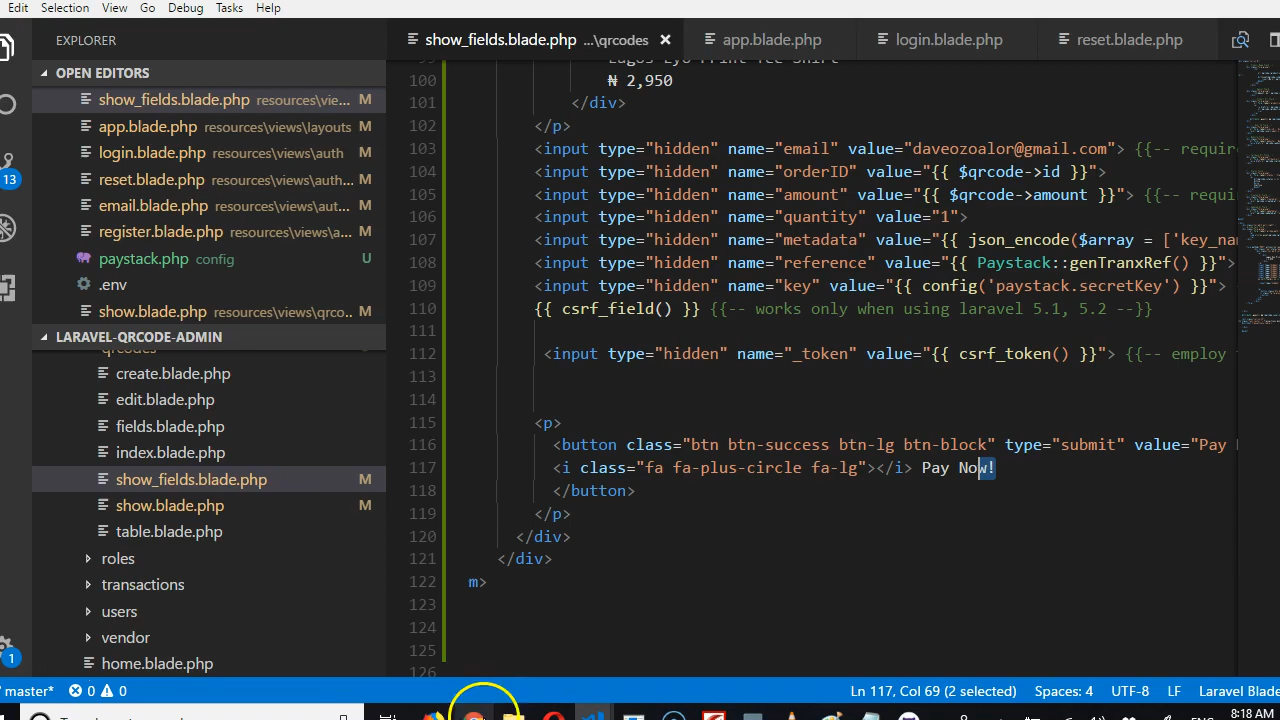 Edit Selection View Go Debug Tasks Help
EXPLORER
OPEN EDITORS
show_fields.blade.php resources\vie... M
app.blade.php resources\views\layouts M
login.blade.php resources\views\auth M
reset.blade.php resources\views\auth... M
email.blade.php resources\views\aut... M
register.blade.php resources\views\a... M
paystack.php config U
.env
show.blade.php resources\views\qrco... M
LARAVEL-QRCODE-ADMIN
qrcodes
create.blade.php
edit.blade.php
fields.blade.php
index.blade.php
show_fields.blade.php M
show.blade.php M
table.blade.php
roles
transactions
users
vendor
home.blade.php
13
1
show_fields.blade.php ...\qrcodes × app.blade.php login.blade.php reset.blade.php
99 Lagos Eyo Print Tee Shirt
100 ₦ 2,950
101 </div>
102 </p>
103 <input type="hidden" name="email" value="daveozoalor@gmail.com"> {{-- requir
104 <input type="hidden" name="orderID" value="{{ $qrcode->id }}">
105 <input type="hidden" name="amount" value="{{ $qrcode->amount }}"> {{-- requi
106 <input type="hidden" name="quantity" value="1">
107 <input type="hidden" name="metadata" value="{{ json_encode($array = ['key_na
108 <input type="hidden" name="reference" value="{{ Paystack::genTranxRef() }}">
109 <input type="hidden" name="key" value="{{ config('paystack.secretKey') }}">
110 {{ csrf_field() }} {{-- works only when using laravel 5.1, 5.2 --}}
111
112 <input type="hidden" name="_token" value="{{ csrf_token() }}"> {{-- employ
113
114
115 <p>
116 <button class="btn btn-success btn-lg btn-block" type="submit" value="Pay
117 <i class="fa fa-plus-circle fa-lg"></i> Pay Now!
118 </button>
119 </p>
120 </div>
121 </div>
122 m>
123
124
125
126
master* 0 0 Ln 117, Col 69 (2 selected) Spaces: 4 UTF-8 LF Laravel Blade
8:18 AM